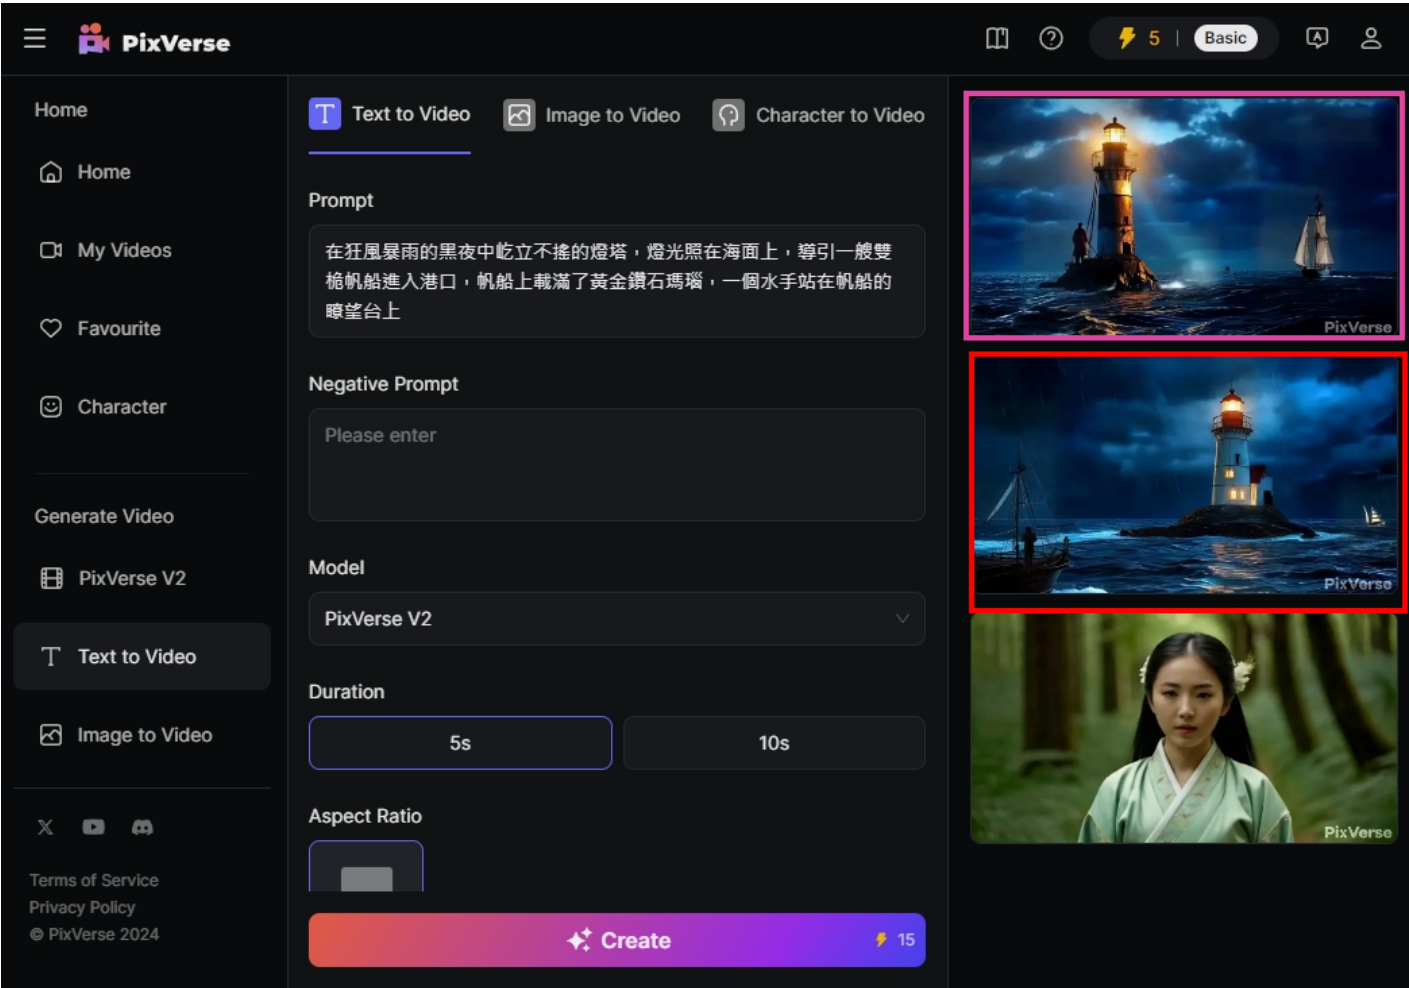 PixVerse
5 | Basic
Home
Home
My Videos
Favourite
Character
Generate Video
PixVerse V2
Text to Video
Image to Video
Terms of Service
Privacy Policy
© PixVerse 2024
Text to Video
Image to Video
Character to Video
Prompt
在狂風暴雨的黑夜中屹立不搖的燈塔，燈光照在海面上，導引一艘雙
桅帆船進入港口，帆船上載滿了黃金鑽石瑪瑙，一個水手站在帆船的
瞭望台上
Negative Prompt
Please enter
Model
PixVerse V2
Duration
5s
10s
Aspect Ratio
Create
15
PixVerse
PixVerse
PixVerse